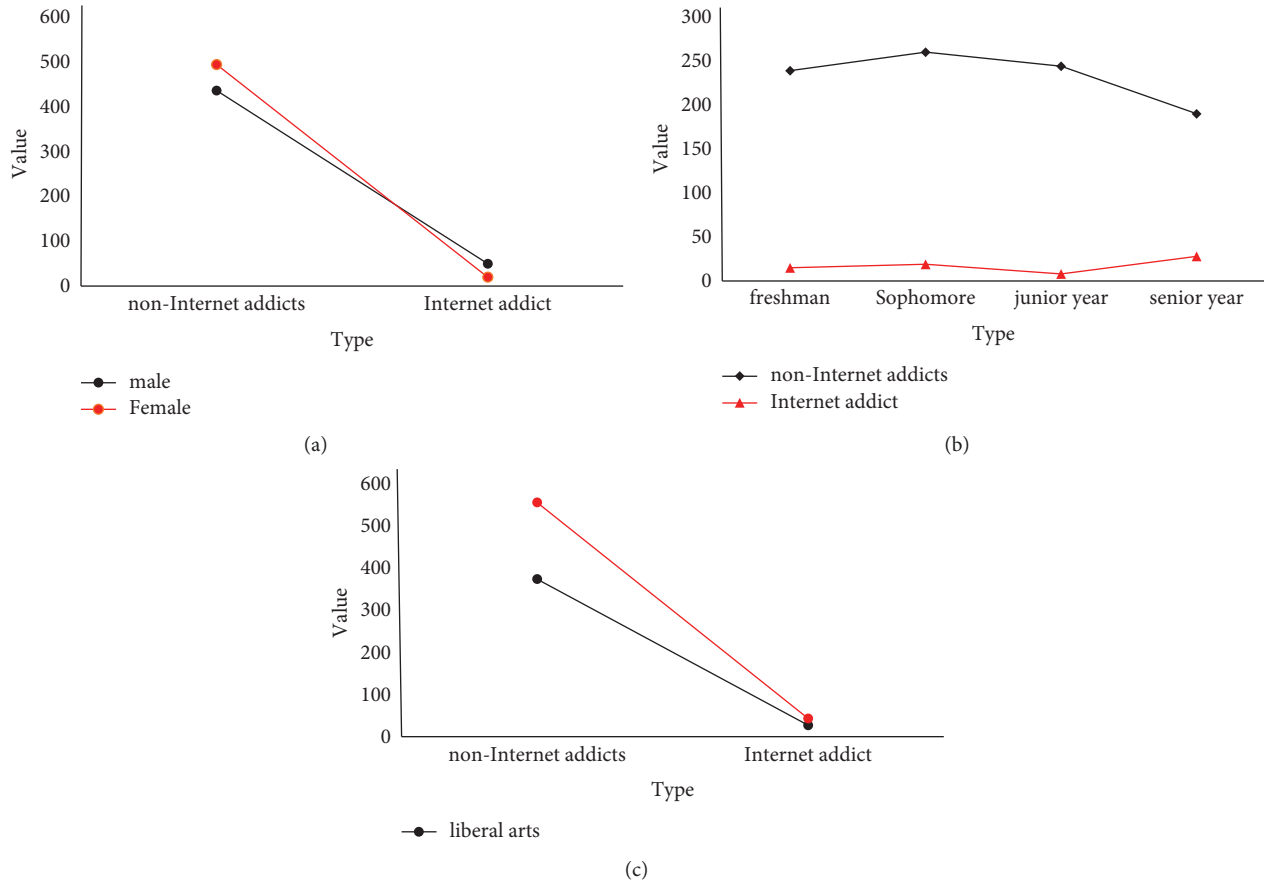 600
500
400
300
200
100
0
Value
non-Internet addicts
Internet addict
Type
male
Female
(a)
300
250
200
150
100
50
0
Value
freshman
Sophomore
junior year
senior year
Type
non-Internet addicts
Internet addict
(b)
600
500
400
300
200
100
0
Value
non-Internet addicts
Internet addict
Type
liberal arts
(c)